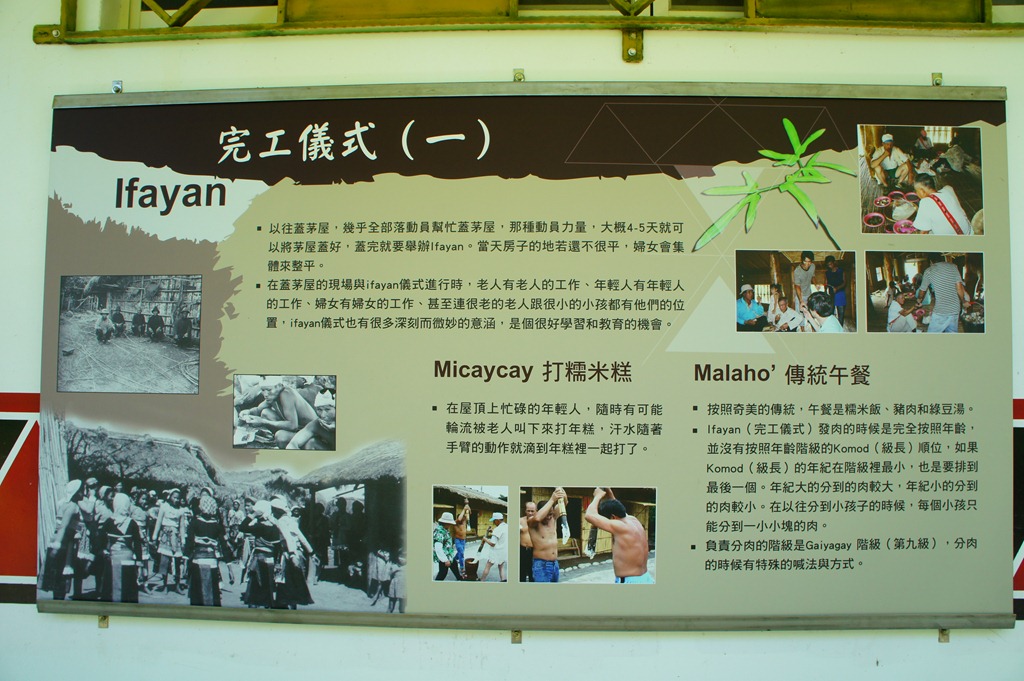 完工儀式（一）
Ifayan
▪ 以往蓋茅屋，幾乎全部落動員幫忙蓋茅屋，那種動員力量，大概4-5天就可
以將茅屋蓋好，蓋完就要舉辦Ifayan。當天房子的地若還不很平，婦女會集
體來整平。
▪ 在蓋茅屋的現場與ifayan儀式進行時，老人有老人的工作、年輕人有年輕人
的工作、婦女有婦女的工作、甚至連很老的老人跟很小的小孩都有他們的位
置，ifayan儀式也有很多深刻而微妙的意涵，是個很好學習和教育的機會。
Micaycay 打糯米糕
▪ 在屋頂上忙碌的年輕人，隨時有可能
輪流被老人叫下來打年糕，汗水隨著
手臂的動作就滴到年糕裡一起打了。
Malaho’ 傳統午餐
▪ 按照奇美的傳統，午餐是糯米飯、豬肉和綠豆湯。
▪ Ifayan（完工儀式）發肉的時候是完全按照年齡，
並沒有按照年齡階級的Komod（級長）順位，如果
Komod（級長）的年紀在階級裡最小，也是要排到
最後一個。年紀大的分到的肉較大，年紀小的分到
的肉較小。在以往分到小孩子的時候，每個小孩只
能分到一小小塊的肉。
▪ 負責分肉的階級是Gaiyagay 階級（第九級），分肉
的時候有特殊的喊法與方式。